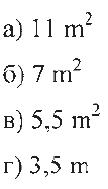 а) 11 m²
б) 7 m²
в) 5,5 m²
г) 3,5 m